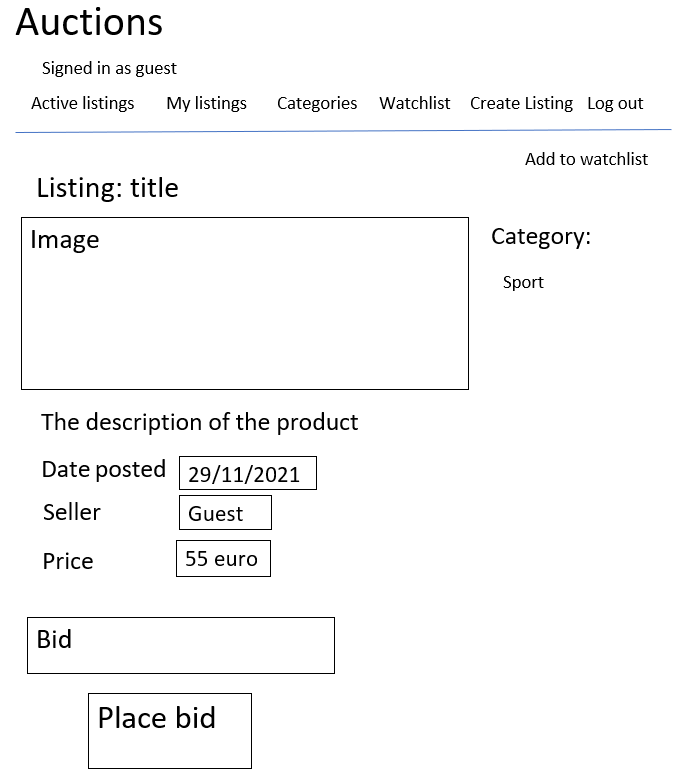 Auctions
Signed in as guest
Active listings My listings Categories Watchlist Create Listing Log out
Add to watchlist
Listing: title
Image
Category:
Sport
The description of the product
Date posted 29/11/2021
Seller Guest
Price 55 euro
Bid
Place bid